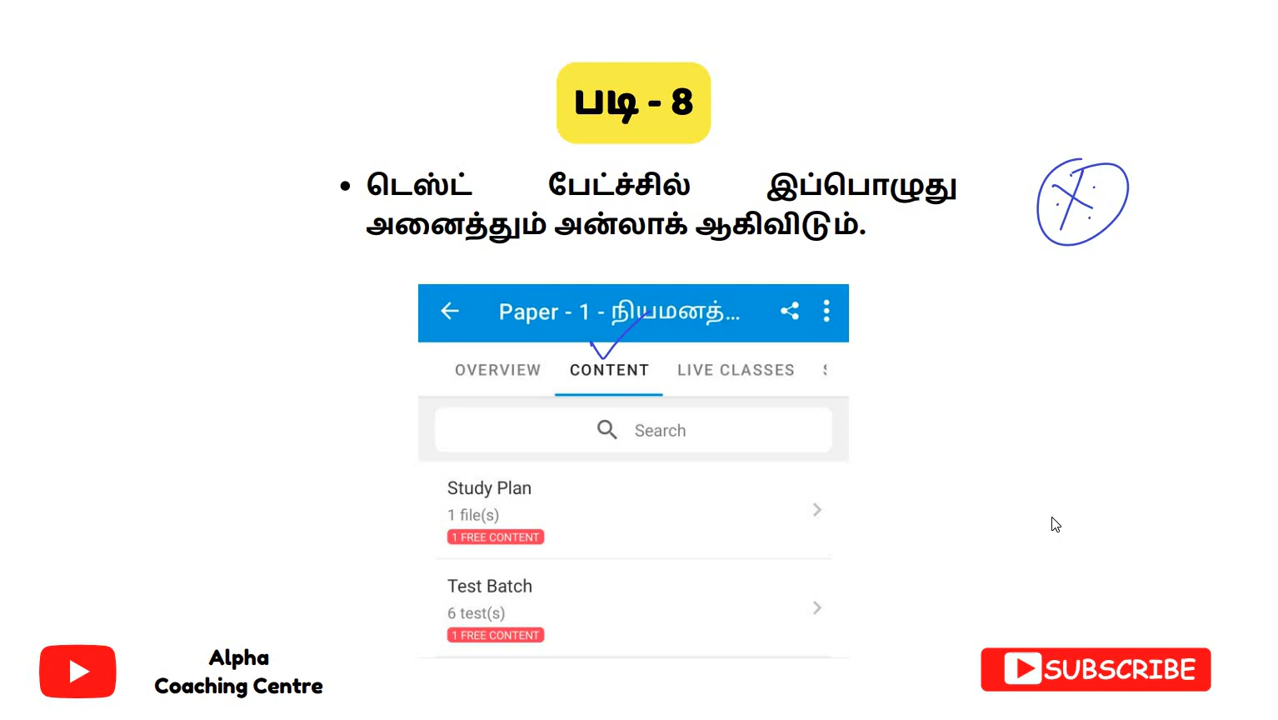 படி - 8
• டெஸ்ட் பேட்ச்சில் இப்பொழுது
அனைத்தும் அன்லாக் ஆகிவிடும்.
Paper - 1 - நியமனத்...
OVERVIEW CONTENT LIVE CLASSES
Search
Study Plan
1 file(s)
1 FREE CONTENT
Test Batch
6 test(s)
1 FREE CONTENT
Alpha
Coaching Centre
SUBSCRIBE